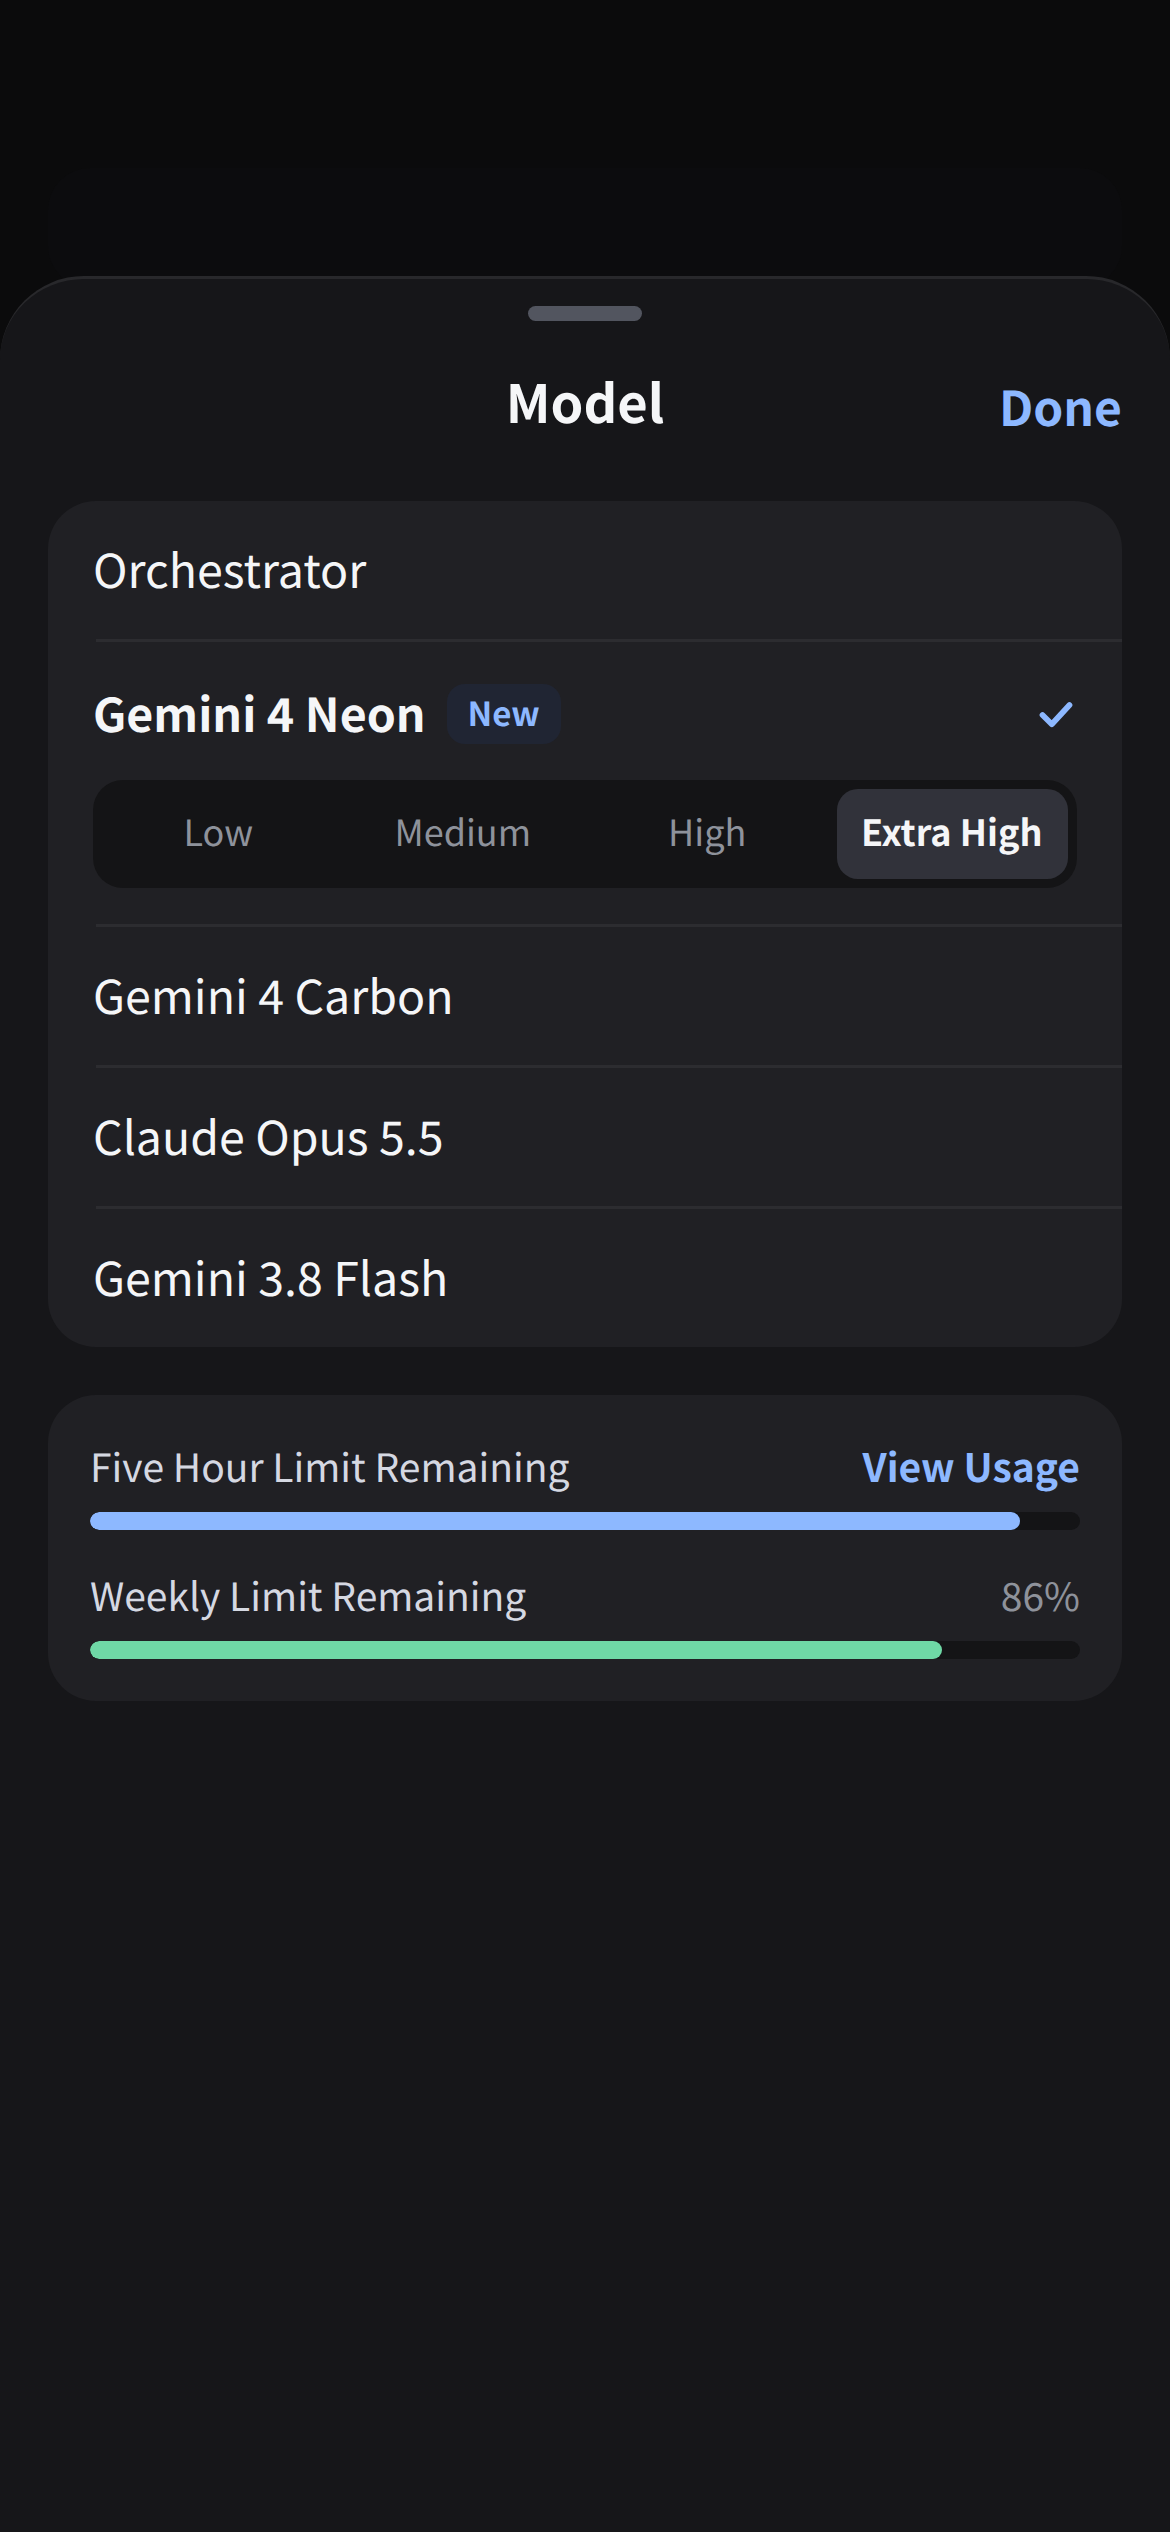 Model
Done
Orchestrator
Gemini 4 Neon New
Low Medium High Extra High
Gemini 4 Carbon
Claude Opus 5.5
Gemini 3.8 Flash
Five Hour Limit Remaining View Usage
Weekly Limit Remaining 86%